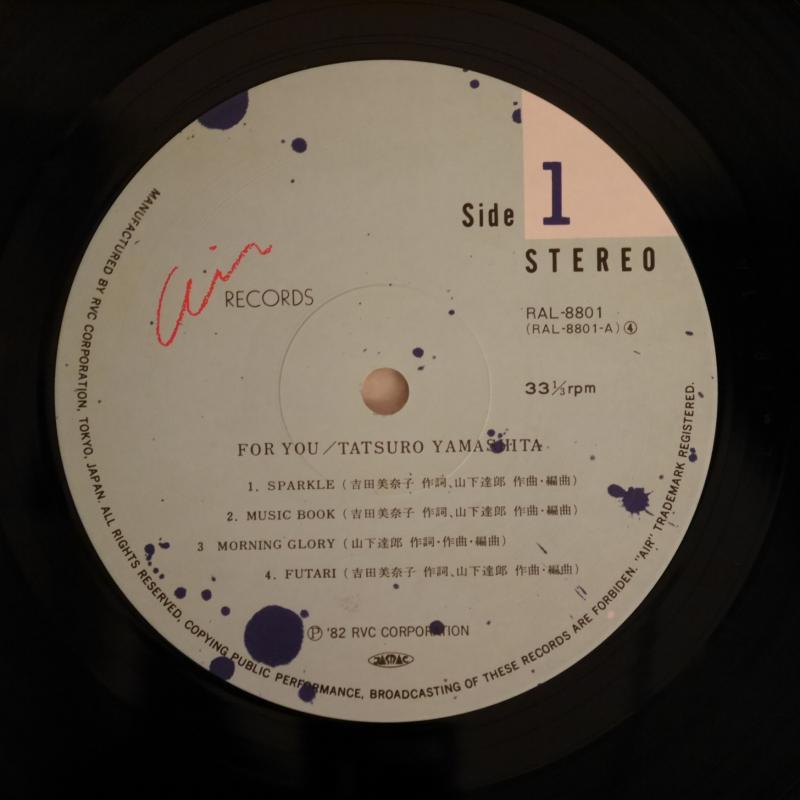 Side 1
STEREO
air RECORDS
RAL-8801
(RAL-8801-A) ④
33⅓rpm
FOR YOU/TATSURO YAMASHITA
1. SPARKLE (吉田美奈子 作詞、山下達郎 作曲・編曲)
2. MUSIC BOOK (吉田美奈子 作詞、山下達郎 作曲・編曲)
3 MORNING GLORY (山下達郎 作詞・作曲・編曲)
4. FUTARI (吉田美奈子 作詞、山下達郎 作曲・編曲)
Ⓟ '82 RVC CORPORATION
JASRAC
MANUFACTURED BY RVC CORPORATION, TOKYO, JAPAN. ALL RIGHTS RESERVED, COPYING PUBLIC PERFORMANCE, BROADCASTING OF THESE RECORDS ARE FORBIDEN. "AIR" TRADEMARK REGISTERED.